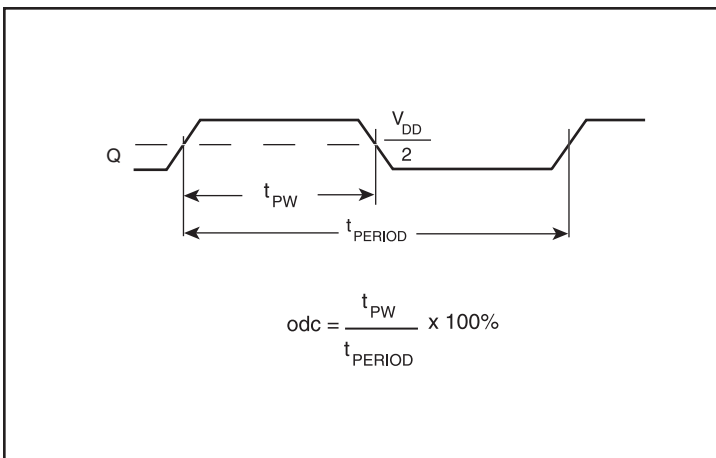 Q
V_DD
2
t_PW
t_PERIOD
t_PW
odc = x 100%
t_PERIOD